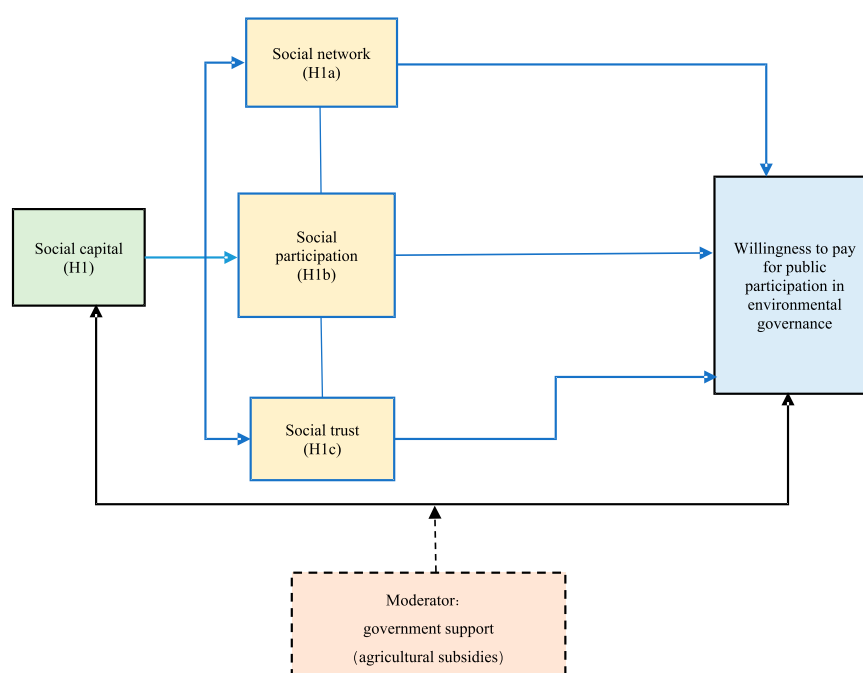 Social network
(H1a)
Social capital
(H1)
Social
participation
(H1b)
Willingness to pay
for public
participation in
environmental
governance
Social trust
(H1c)
Moderator:
government support
(agricultural subsidies)